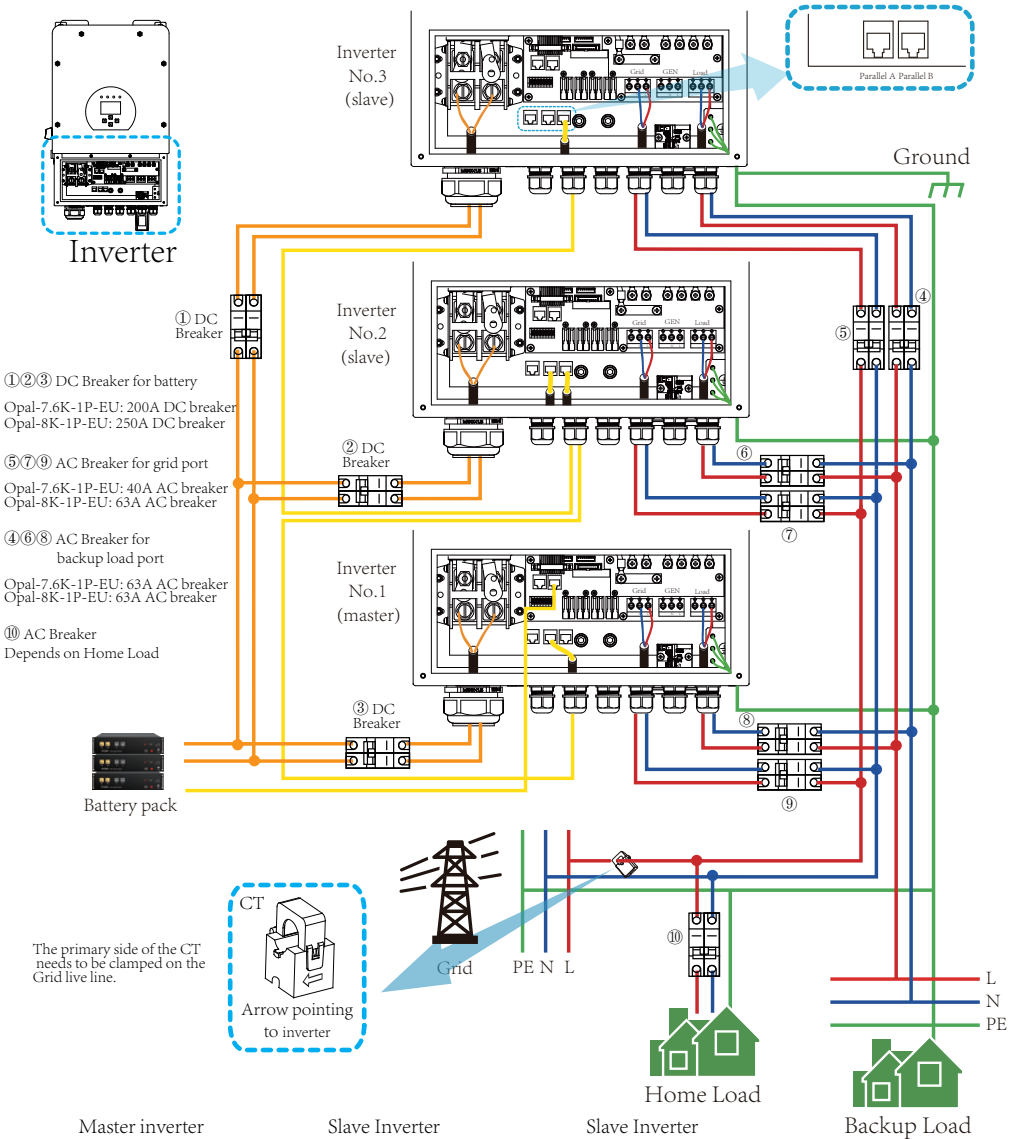 Inverter
Inverter
No.3
(slave)
Grid
GEN
Load
Parallel A Parallel B
Ground
① DC
Breaker
Inverter
No.2
(slave)
Grid
GEN
Load
④
⑤
①②③ DC Breaker for battery
Opal-7.6K-1P-EU: 200A DC breaker
Opal-8K-1P-EU: 250A DC breaker
② DC
Breaker
⑥
⑦
⑤⑦⑨ AC Breaker for grid port
Opal-7.6K-1P-EU: 40A AC breaker
Opal-8K-1P-EU: 63A AC breaker
④⑥⑧ AC Breaker for
backup load port
Opal-7.6K-1P-EU: 63A AC breaker
Opal-8K-1P-EU: 63A AC breaker
⑩ AC Breaker
Depends on Home Load
Inverter
No.1
(master)
Grid
GEN
Load
③ DC
Breaker
⑧
⑨
Battery pack
CT
The primary side of the CT
needs to be clamped on the
Grid live line.
Arrow pointing
to inverter
Grid
PE N L
⑩
L
N
PE
Home Load
Backup Load
Master inverter
Slave Inverter
Slave Inverter